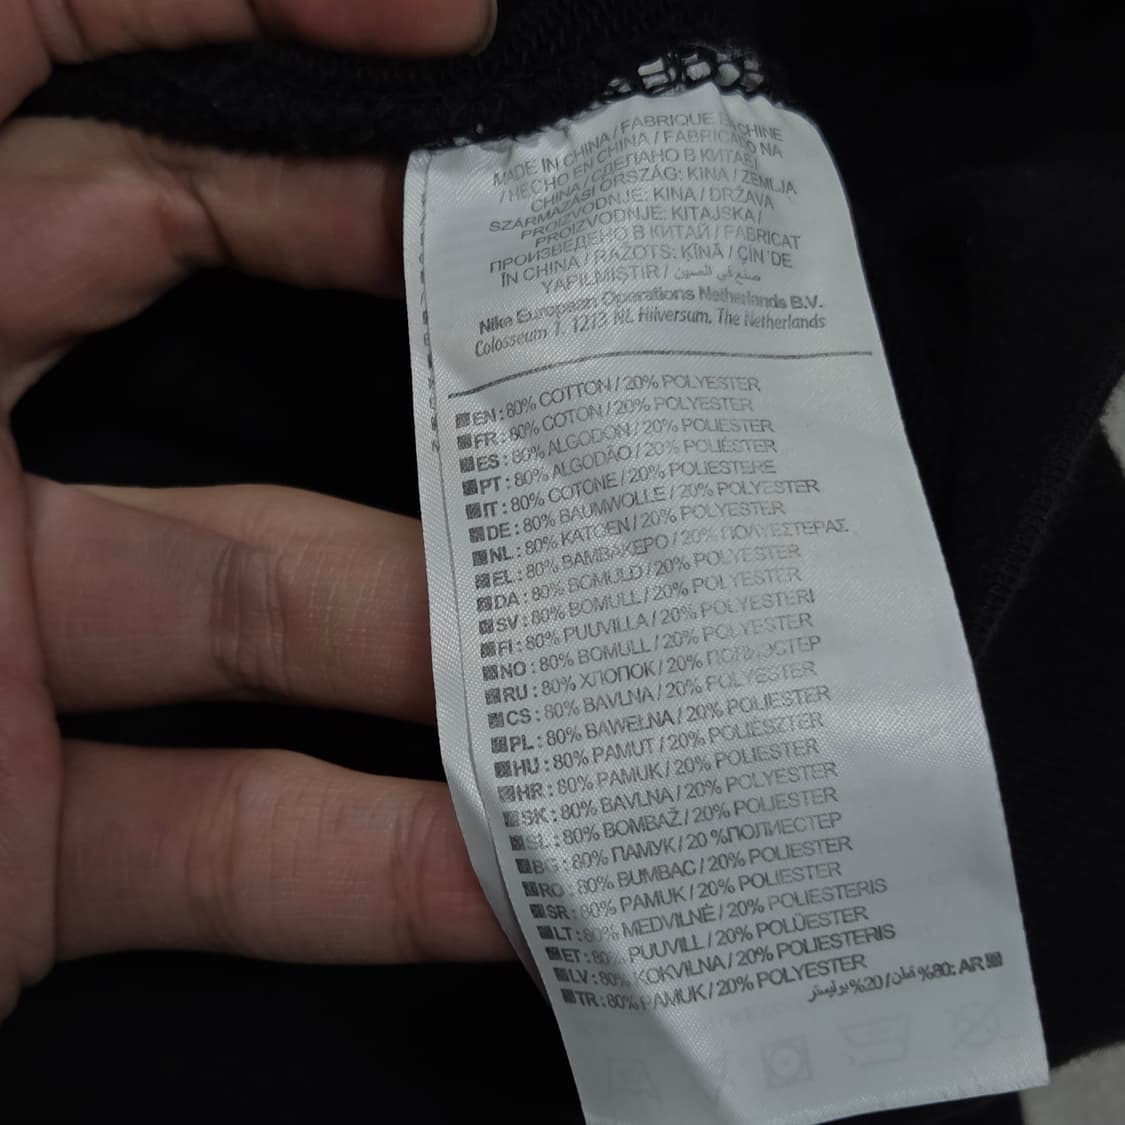 MADE IN CHINA / FABRIQUE EN CHINE
/ HECHO EN CHINA / FABRICADO NA
CHINA / СДЕЛАНО В КИТАЕ /
SZÁRMAZÁSI ORSZÁG: KÍNA / ZEMLJA
PROIZVODNJE: KINA / DRŽAVA
PROIZVODNJE: KITAJSKA /
ПРОИЗВЕДЕНО В КИТАЙ / FABRICAT
ÎN CHINA / RAŽOTS: ĶĪNĀ / ÇİN'DE
YAPILMIŞTIR / صنع في الصين
Nike European Operations Netherlands B.V.
Colosseum 1, 1213 NL Hilversum, The Netherlands
EN : 80% COTTON / 20% POLYESTER
FR : 80% COTON / 20% POLYESTER
ES : 80% ALGODON / 20% POLIESTER
PT : 80% ALGODÃO / 20% POLIÉSTER
IT : 80% COTONE / 20% POLIESTERE
DE : 80% BAUMWOLLE / 20% POLYESTER
NL : 80% KATOEN / 20% POLYESTER
EL : 80% ΒΑΜΒΑΚΕΡΟ / 20% ΠΟΛΥΕΣΤΕΡΑΣ
DA : 80% BOMULD / 20% POLYESTER
SV : 80% BOMULL / 20% POLYESTER
FI : 80% PUUVILLA / 20% POLYESTERI
NO : 80% BOMULL / 20% POLYESTER
RU : 80% ХЛОПОК / 20% ПОЛИЭСТЕР
CS : 80% BAVLNA / 20% POLYESTER
PL : 80% BAWEŁNA / 20% POLIESTER
HU : 80% PAMUT / 20% POLIÉSZTER
HR : 80% PAMUK / 20% POLIESTER
SK : 80% BAVLNA / 20% POLYESTER
SL : 80% BOMBAŽ / 20% POLIESTER
BG : 80% ПАМУК / 20 %ПОЛИЕСТЕР
RO : 80% BUMBAC / 20% POLIESTER
SR : 80% PAMUK / 20% POLIESTER
LT : 80% MEDVILNĖ / 20% POLIESTERIS
ET : 80% PUUVILL / 20% POLÜESTER
LV : 80% KOKVILNA / 20% POLIESTERIS
TR : 80% PAMUK / 20% POLYESTER
AR :80% قطن / 20% بوليستر